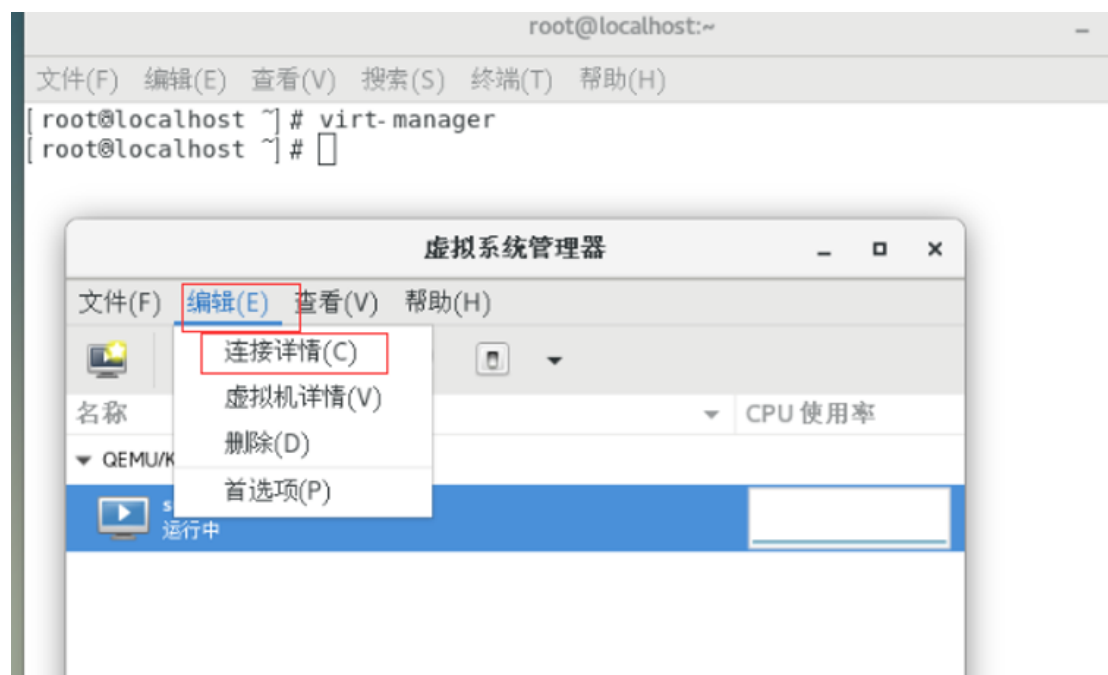 root@localhost:~
文件(F) 编辑(E) 查看(V) 搜索(S) 终端(T) 帮助(H)
[root@localhost ~]# virt-manager
[root@localhost ~]#
虚拟系统管理器
文件(F) 编辑(E) 查看(V) 帮助(H)
连接详情(C)
虚拟机详情(V)
名称 CPU 使用率
删除(D)
QEMU/K
首选项(P)
s
运行中